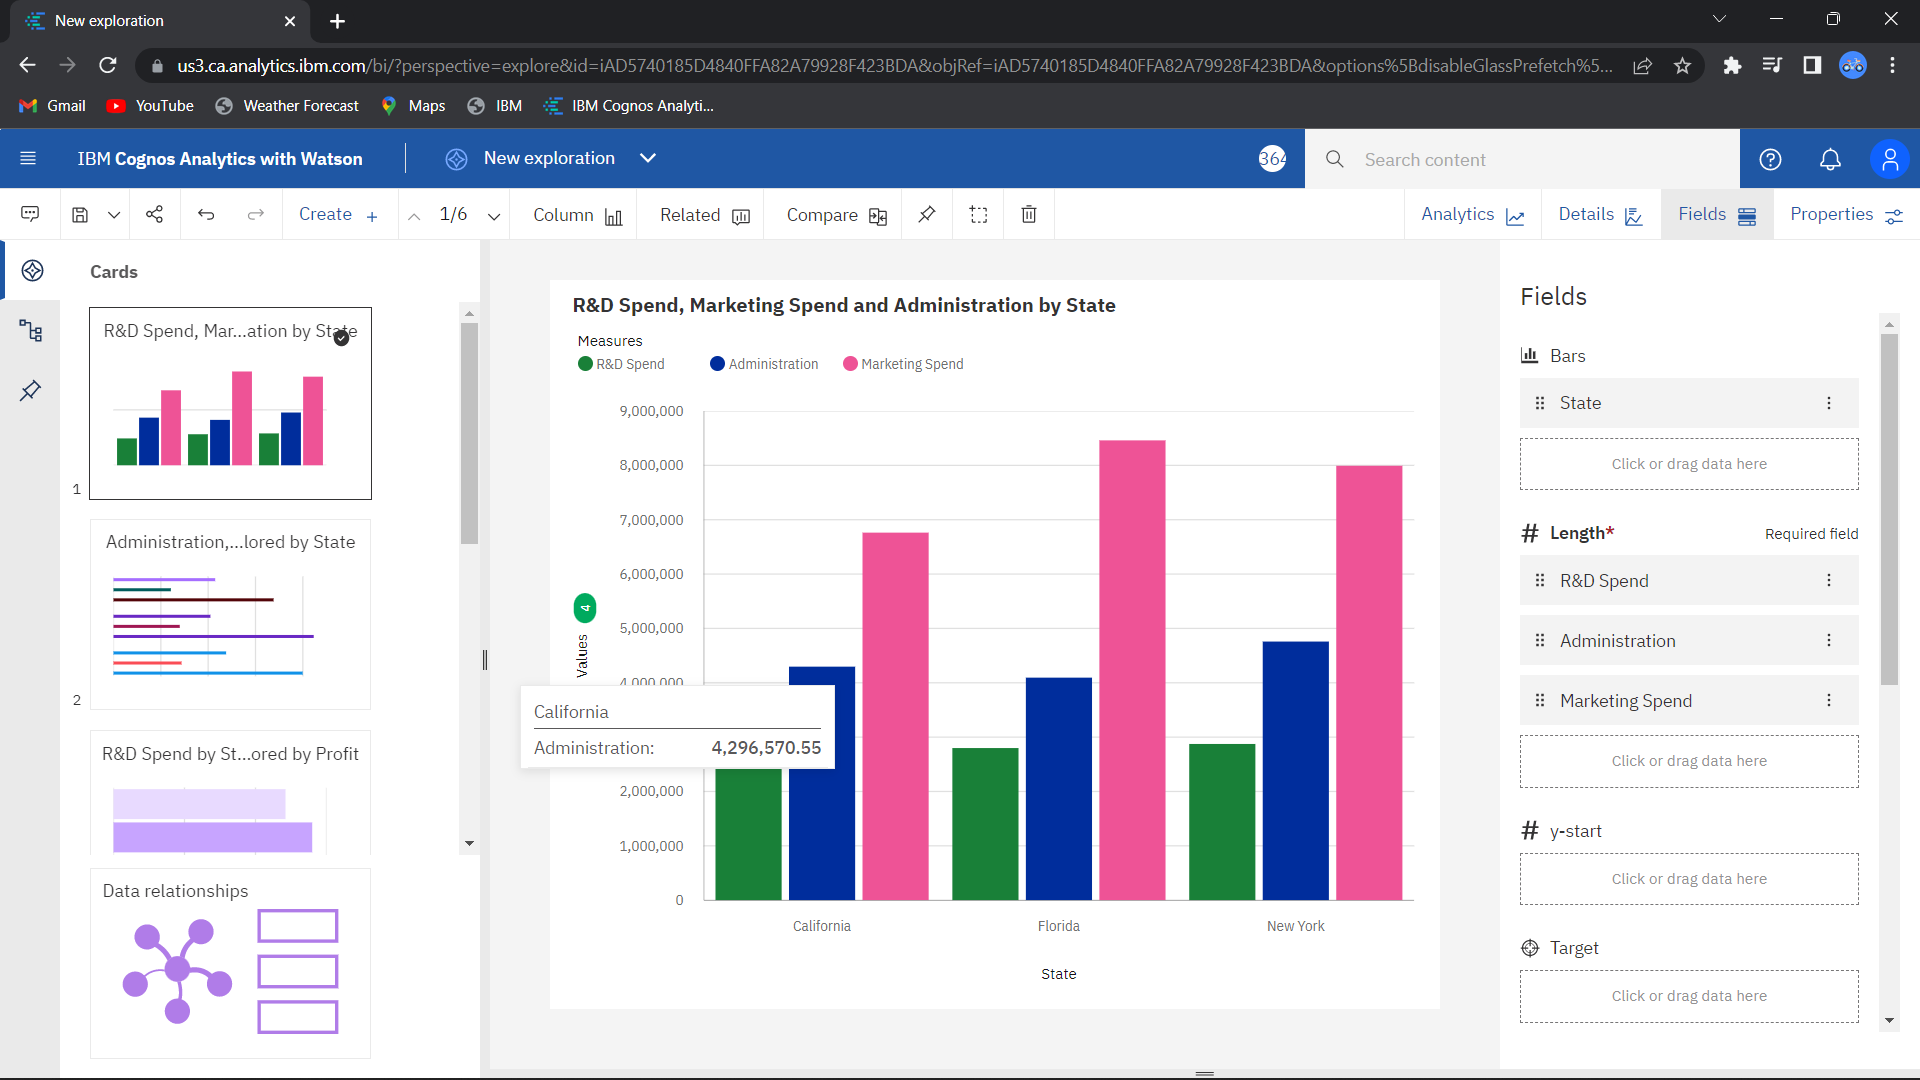 New exploration
us3.ca.analytics.ibm.com/bi/?perspective=explore&id=iAD5740185D4840FFA82A79928F423BDA&objRef=iAD5740185D4840FFA82A79928F423BDA&options%5BdisableGlassPrefetch%5...
Gmail YouTube Weather Forecast Maps IBM IBM Cognos Analyti...
IBM Cognos Analytics with Watson New exploration 364 Search content
Create 1/6 Column Related Compare Analytics Details Fields Properties
Cards
R&D Spend, Mar...ation by State
1
Administration,...lored by State
2
R&D Spend by St...ored by Profit
Data relationships
R&D Spend, Marketing Spend and Administration by State
Measures
R&D Spend Administration Marketing Spend
9,000,000
8,000,000
7,000,000
6,000,000
5,000,000
4,000,000
2,000,000
1,000,000
0
Values 4
California
Administration: 4,296,570.55
California Florida New York
State
Fields
Bars
State
Click or drag data here
Length* Required field
R&D Spend
Administration
Marketing Spend
Click or drag data here
y-start
Click or drag data here
Target
Click or drag data here